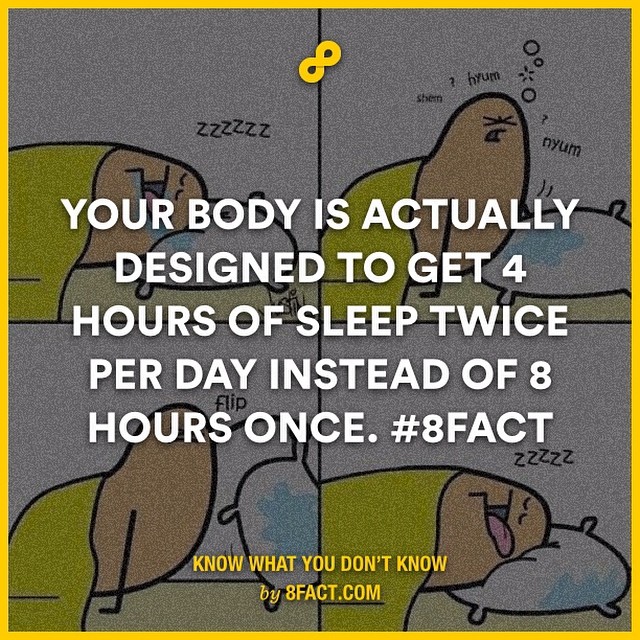 zzzzzz
shem
? hyum
?
nyum
YOUR BODY IS ACTUALLY
DESIGNED TO GET 4
HOURS OF SLEEP TWICE
PER DAY INSTEAD OF 8
HOURS ONCE. #8FACT
flip
zzzzz
KNOW WHAT YOU DON'T KNOW
by 8FACT.COM